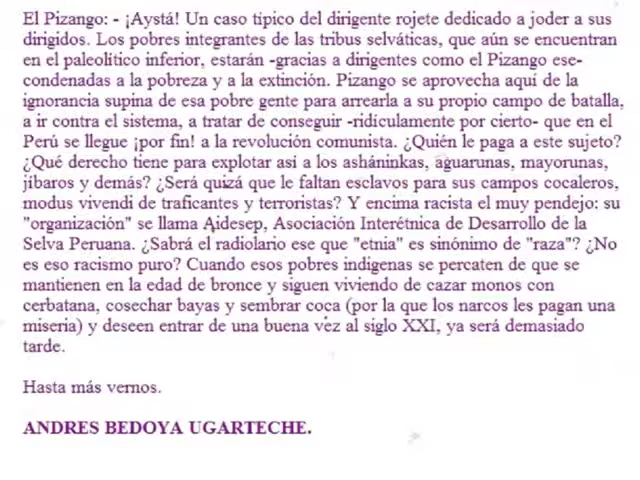 El Pizango: - ¡Aystá! Un caso típico del dirigente rojete dedicado a joder a sus
dirigidos. Los pobres integrantes de las tribus selváticas, que aún se encuentran
en el paleolítico inferior, estarán -gracias a dirigentes como el Pizango ese-
condenadas a la pobreza y a la extinción. Pizango se aprovecha aquí de la
ignorancia supina de esa pobre gente para arrearla a su propio campo de batalla,
a ir contra el sistema, a tratar de conseguir -ridículamente por cierto- que en el
Perú se llegue ¡por fin! a la revolución comunista. ¿Quién le paga a este sujeto?
¿Qué derecho tiene para explotar así a los asháninkas, aguarunas, mayorunas,
jíbaros y demás? ¿Será quizá que le faltan esclavos para sus campos cocaleros,
modus vivendi de traficantes y terroristas? Y encima racista el muy pendejo: su
"organización" se llama Aidesep, Asociación Interétnica de Desarrollo de la
Selva Peruana. ¿Sabrá el radiolario ese que "etnia" es sinónimo de "raza"? ¿No
es eso racismo puro? Cuando esos pobres indígenas se percaten de que se
mantienen en la edad de bronce y siguen viviendo de cazar monos con
cerbatana, cosechar bayas y sembrar coca (por la que los narcos les pagan una
miseria) y deseen entrar de una buena vez al siglo XXI, ya será demasiado
tarde.
Hasta más vernos.
ANDRES BEDOYA UGARTECHE.